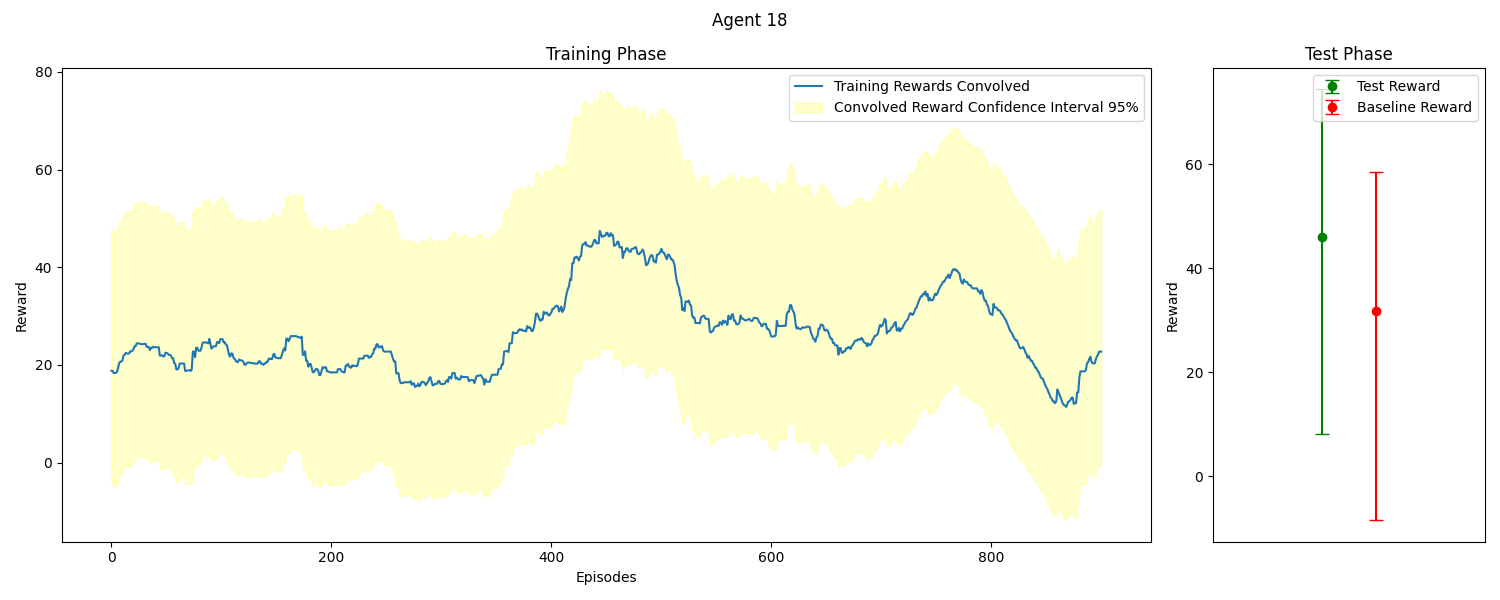 Agent 18
Training Phase
Training Rewards Convolved
Convolved Reward Confidence Interval 95%
Reward
80
60
40
20
0
0 200 400 600 800
Episodes
Test Phase
Test Reward
Baseline Reward
Reward
60
40
20
0